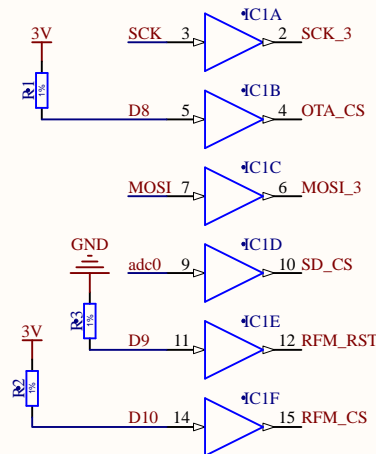 IC1A
3V SCK 3 2 SCK_3
R1 1% IC1B
D8 5 4 OTA_CS
IC1C
MOSI 7 6 MOSI_3
GND IC1D
adc0 9 10 SD_CS
R3 1% IC1E
3V D9 11 12 RFM_RST
R2 1% IC1F
D10 14 15 RFM_CS